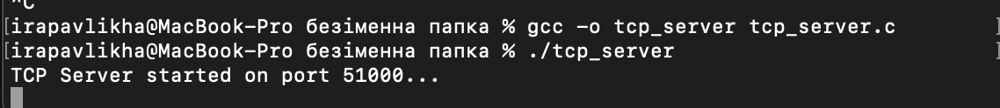 ^C
[irapavlikha@MacBook-Pro безіменна папка % gcc -o tcp_server tcp_server.c ]
[irapavlikha@MacBook-Pro безіменна папка % ./tcp_server ]
TCP Server started on port 51000...